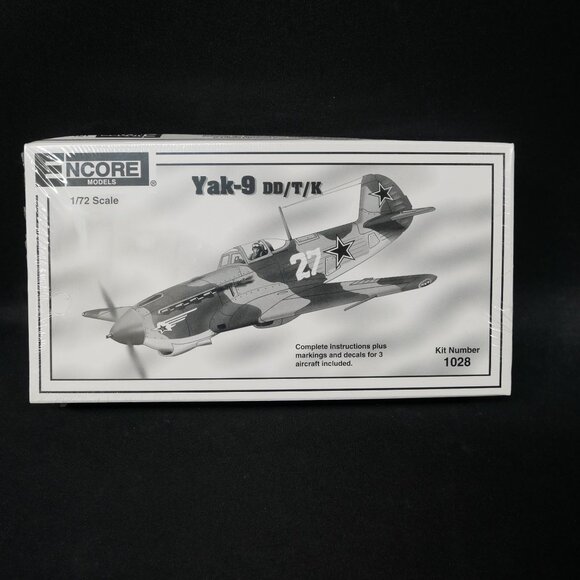 ENCORE
MODELS ®
1/72 Scale
Yak-9 DD/T/K
27
Complete instructions plus
markings and decals for 3
aircraft included.
Kit Number
1028